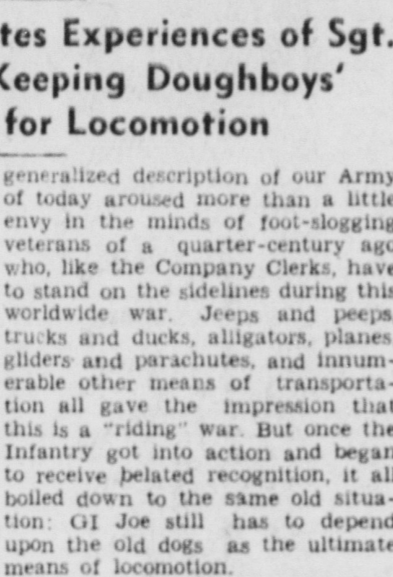 tes Experiences of Sgt.
Keeping Doughboys'
for Locomotion
generalized description of our Army
of today aroused more than a little
envy in the minds of foot-slogging
veterans of a quarter-century ago
who, like the Company Clerks, have
to stand on the sidelines during this
worldwide war. Jeeps and peeps
trucks and ducks, alligators, planes
gliders and parachutes, and innum-
erable other means of transporta-
tion all gave the impression that
this is a "riding" war. But once the
Infantry got into action and began
to receive belated recognition, it all
boiled down to the same old situa-
tion: GI Joe still has to depend
upon the old dogs as the ultimate
means of locomotion.